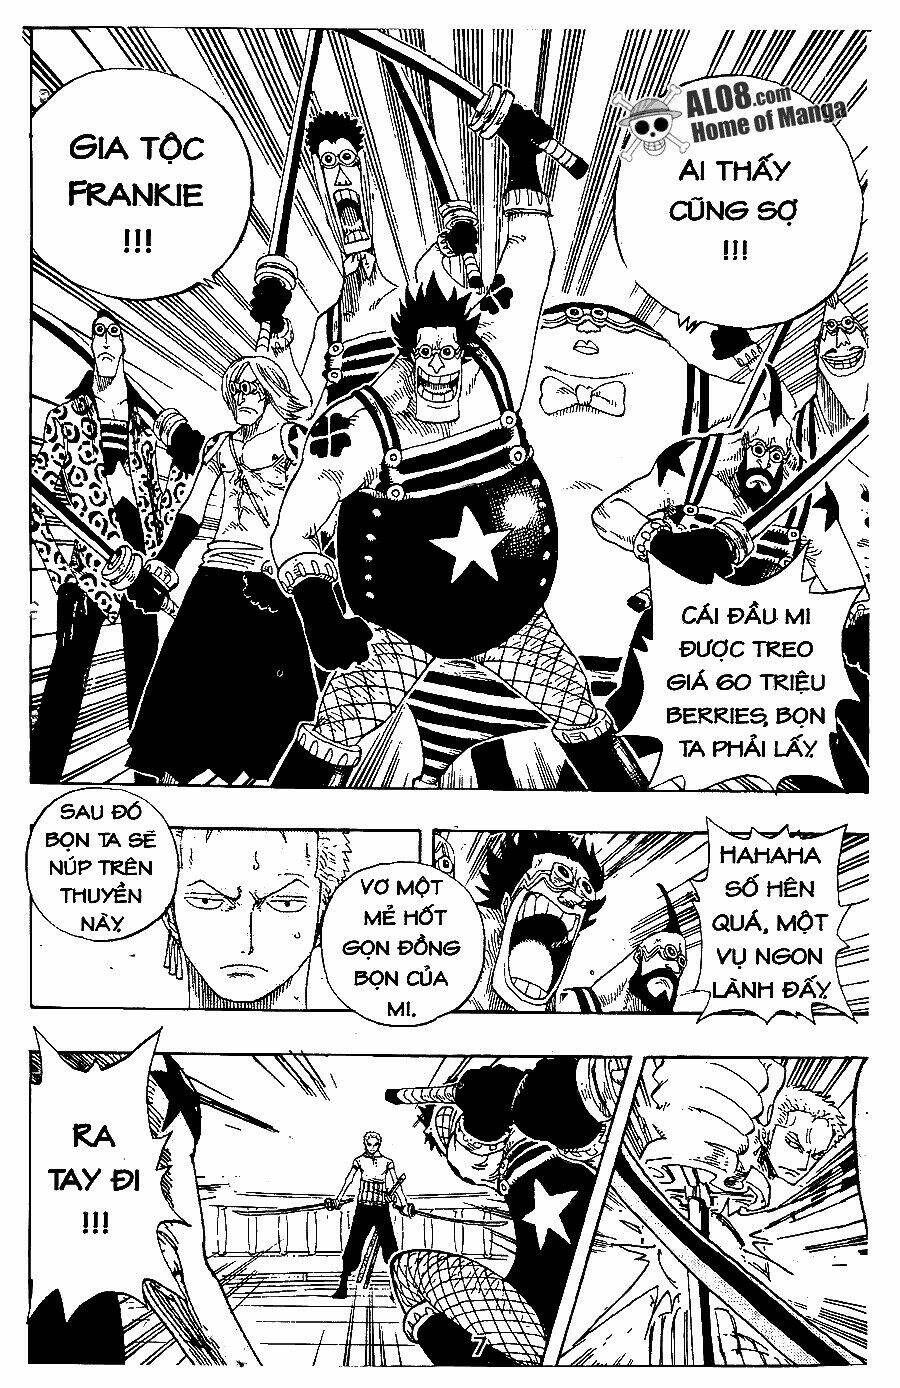 GIA TỘC
FRANKIE
!!!
AL08.com
Home of Manga
AI THẤY
CŨNG SỢ
!!!
CÁI ĐẦU MI
ĐƯỢC TREO
GIÁ 60 TRIỆU
BERRIES, BỌN
TA PHẢI LẤY.
SAU ĐÓ
BỌN TA SẼ
NÚP TRÊN
THUYỀN
NÀY.
VƠ MỘT
MẺ HỐT
GỌN ĐỒNG
BỌN CỦA
MI.
HAHAHA
SỐ HÊN
QUÁ, MỘT
VỤ NGON
LÀNH ĐẤY.
RA
TAY ĐI
!!!
7